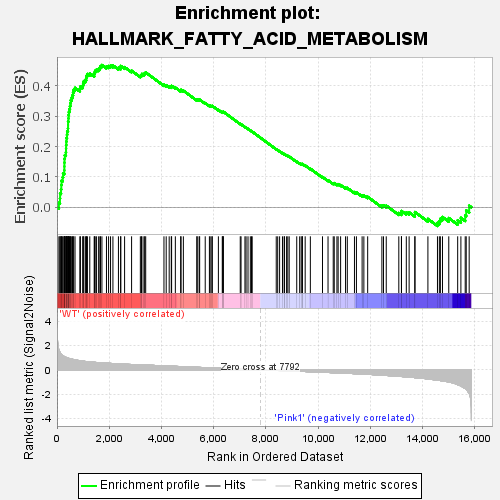 Enrichment plot:
HALLMARK_FATTY_ACID_METABOLISM
Enrichment score (ES)
0.4
0.3
0.2
0.1
0.0
'WT' (positively correlated)
Ranked list metric (Signal2Noise)
4
2
0
-2
-4
Zero cross at 7792
'Pink1' (negatively correlated)
0
2,000
4,000
6,000
8,000
10,000
12,000
14,000
16,000
Rank in Ordered Dataset
Enrichment profile
Hits
Ranking metric scores